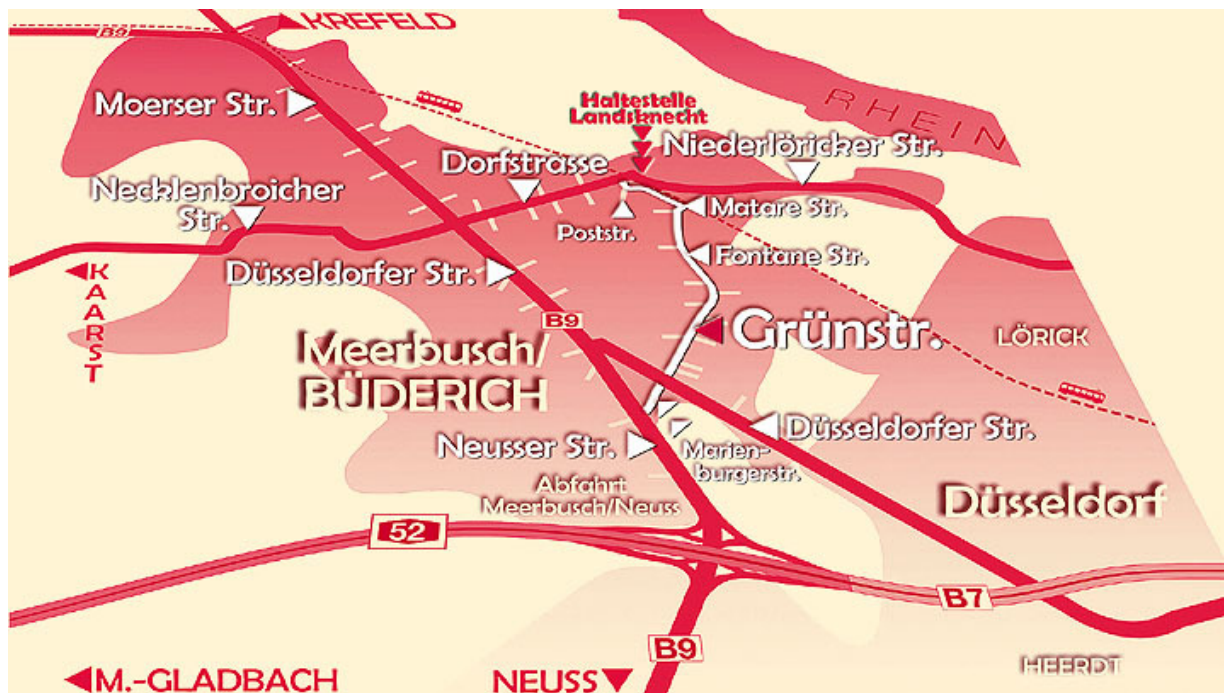 B9
KREFELD
Moerser Str.
Haltestelle
Landsknecht
RHEIN
Dorfstrasse
Niederlöricker Str.
Necklenbroicher
Str.
Poststr.
Matare Str.
KAARST
Düsseldorfer Str.
Fontane Str.
B9
Grünstr.
LÖRICK
Meerbusch/
BÜDERICH
Neusser Str.
Düsseldorfer Str.
Marien-
burgerstr.
Abfahrt
Meerbusch/Neuss
Düsseldorf
52
B7
B9
HEERDT
M.-GLADBACH
NEUSS